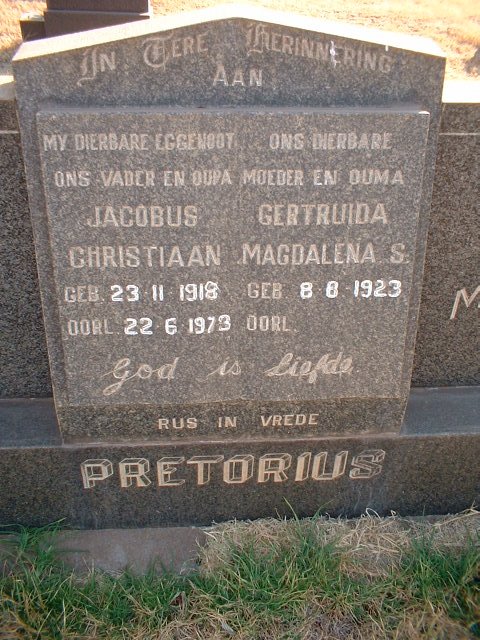 In Tere Herinnering
Aan
MY DIERBARE EGGENOOT
ONS VADER EN OUPA
JACOBUS
CHRISTIAAN
GEB. 23 11 1918
OORL. 22 6 1973
ONS DIERBARE
MOEDER EN OUMA
GERTRUIDA
MAGDALENA S.
GEB. 8 8 1923
OORL.
God is Liefde
RUS IN VREDE
PRETORIUS